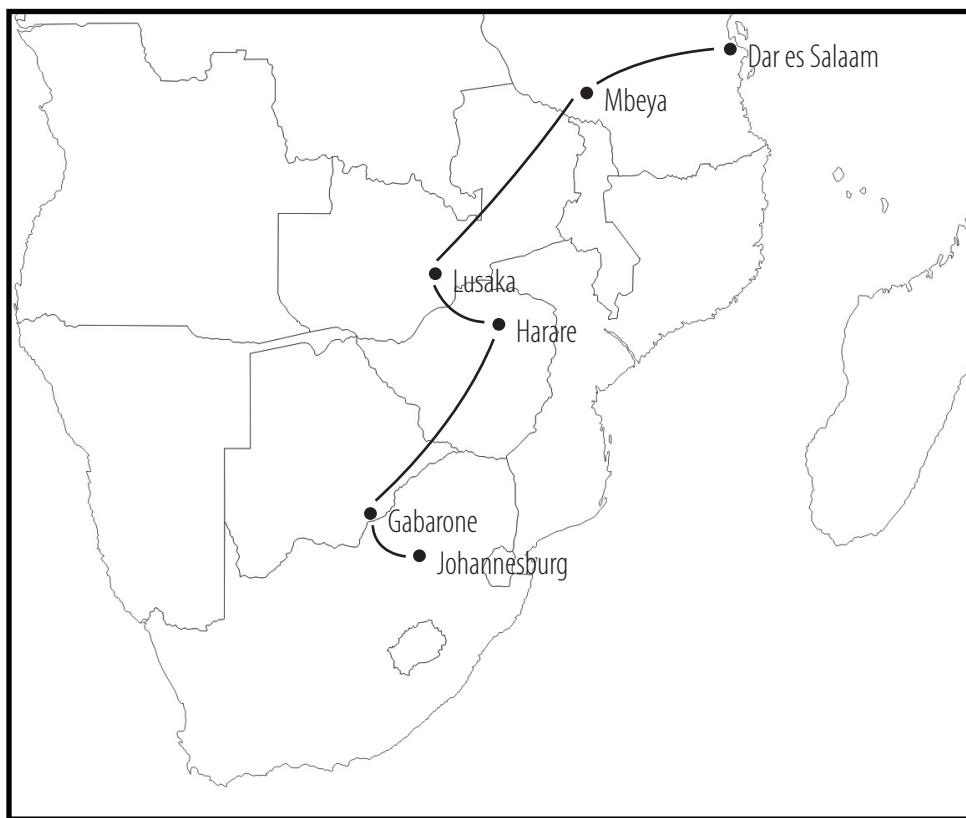 Dar es Salaam
Mbeya
Lusaka
Harare
Gabarone
Johannesburg